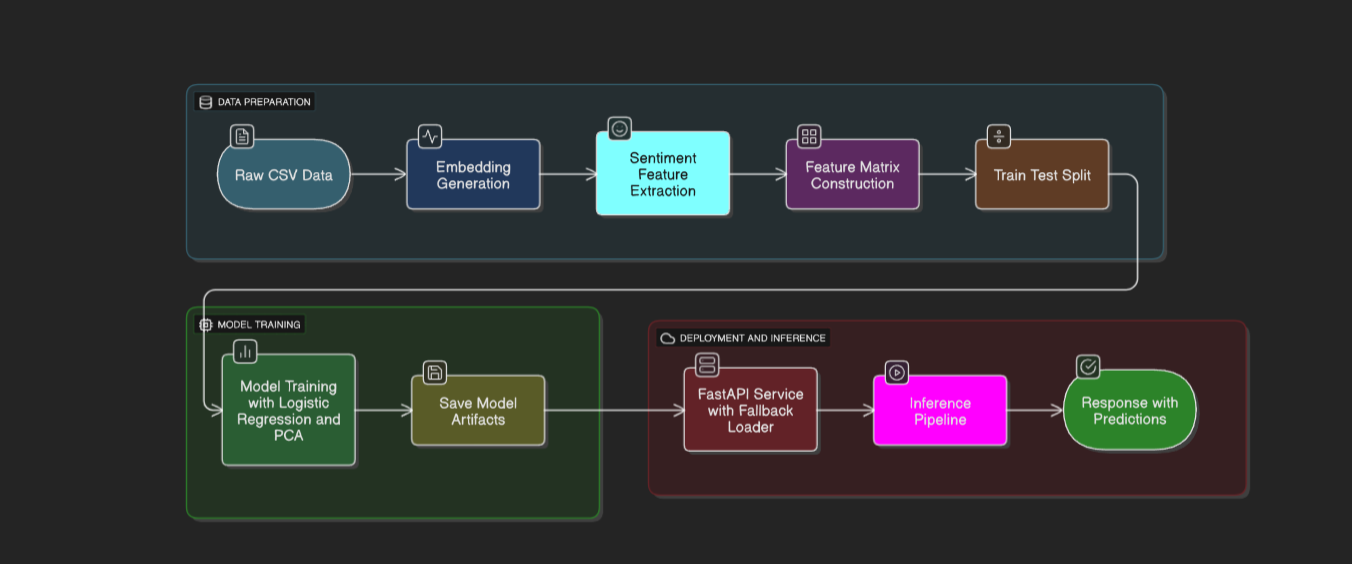 DATA PREPARATION
Raw CSV Data
Embedding
Generation
Sentiment
Feature
Extraction
Feature Matrix
Construction
Train Test Split
MODEL TRAINING
Model Training
with Logistic
Regression and
PCA
Save Model
Artifacts
DEPLOYMENT AND INFERENCE
FastAPI Service
with Fallback
Loader
Inference
Pipeline
Response with
Predictions